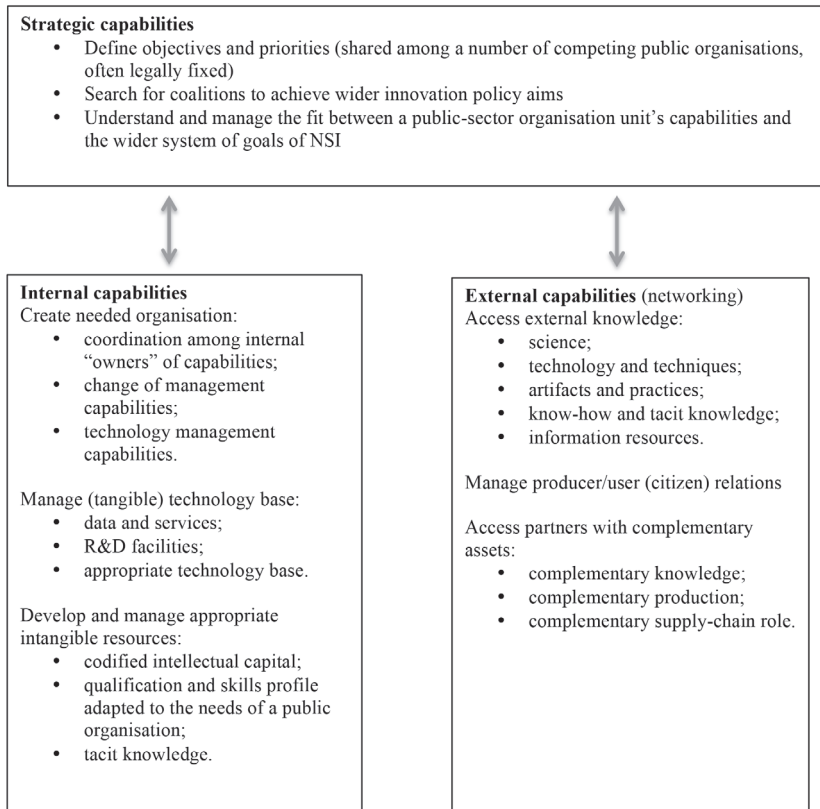 Strategic capabilities
• Define objectives and priorities (shared among a number of competing public organisations,
often legally fixed)
• Search for coalitions to achieve wider innovation policy aims
• Understand and manage the fit between a public-sector organisation unit's capabilities and
the wider system of goals of NSI
Internal capabilities
Create needed organisation:
• coordination among internal
“owners” of capabilities;
• change of management
capabilities;
• technology management
capabilities.
Manage (tangible) technology base:
• data and services;
• R&D facilities;
• appropriate technology base.
Develop and manage appropriate
intangible resources:
• codified intellectual capital;
• qualification and skills profile
adapted to the needs of a public
organisation;
• tacit knowledge.
External capabilities (networking)
Access external knowledge:
• science;
• technology and techniques;
• artifacts and practices;
• know-how and tacit knowledge;
• information resources.
Manage producer/user (citizen) relations
Access partners with complementary
assets:
• complementary knowledge;
• complementary production;
• complementary supply-chain role.